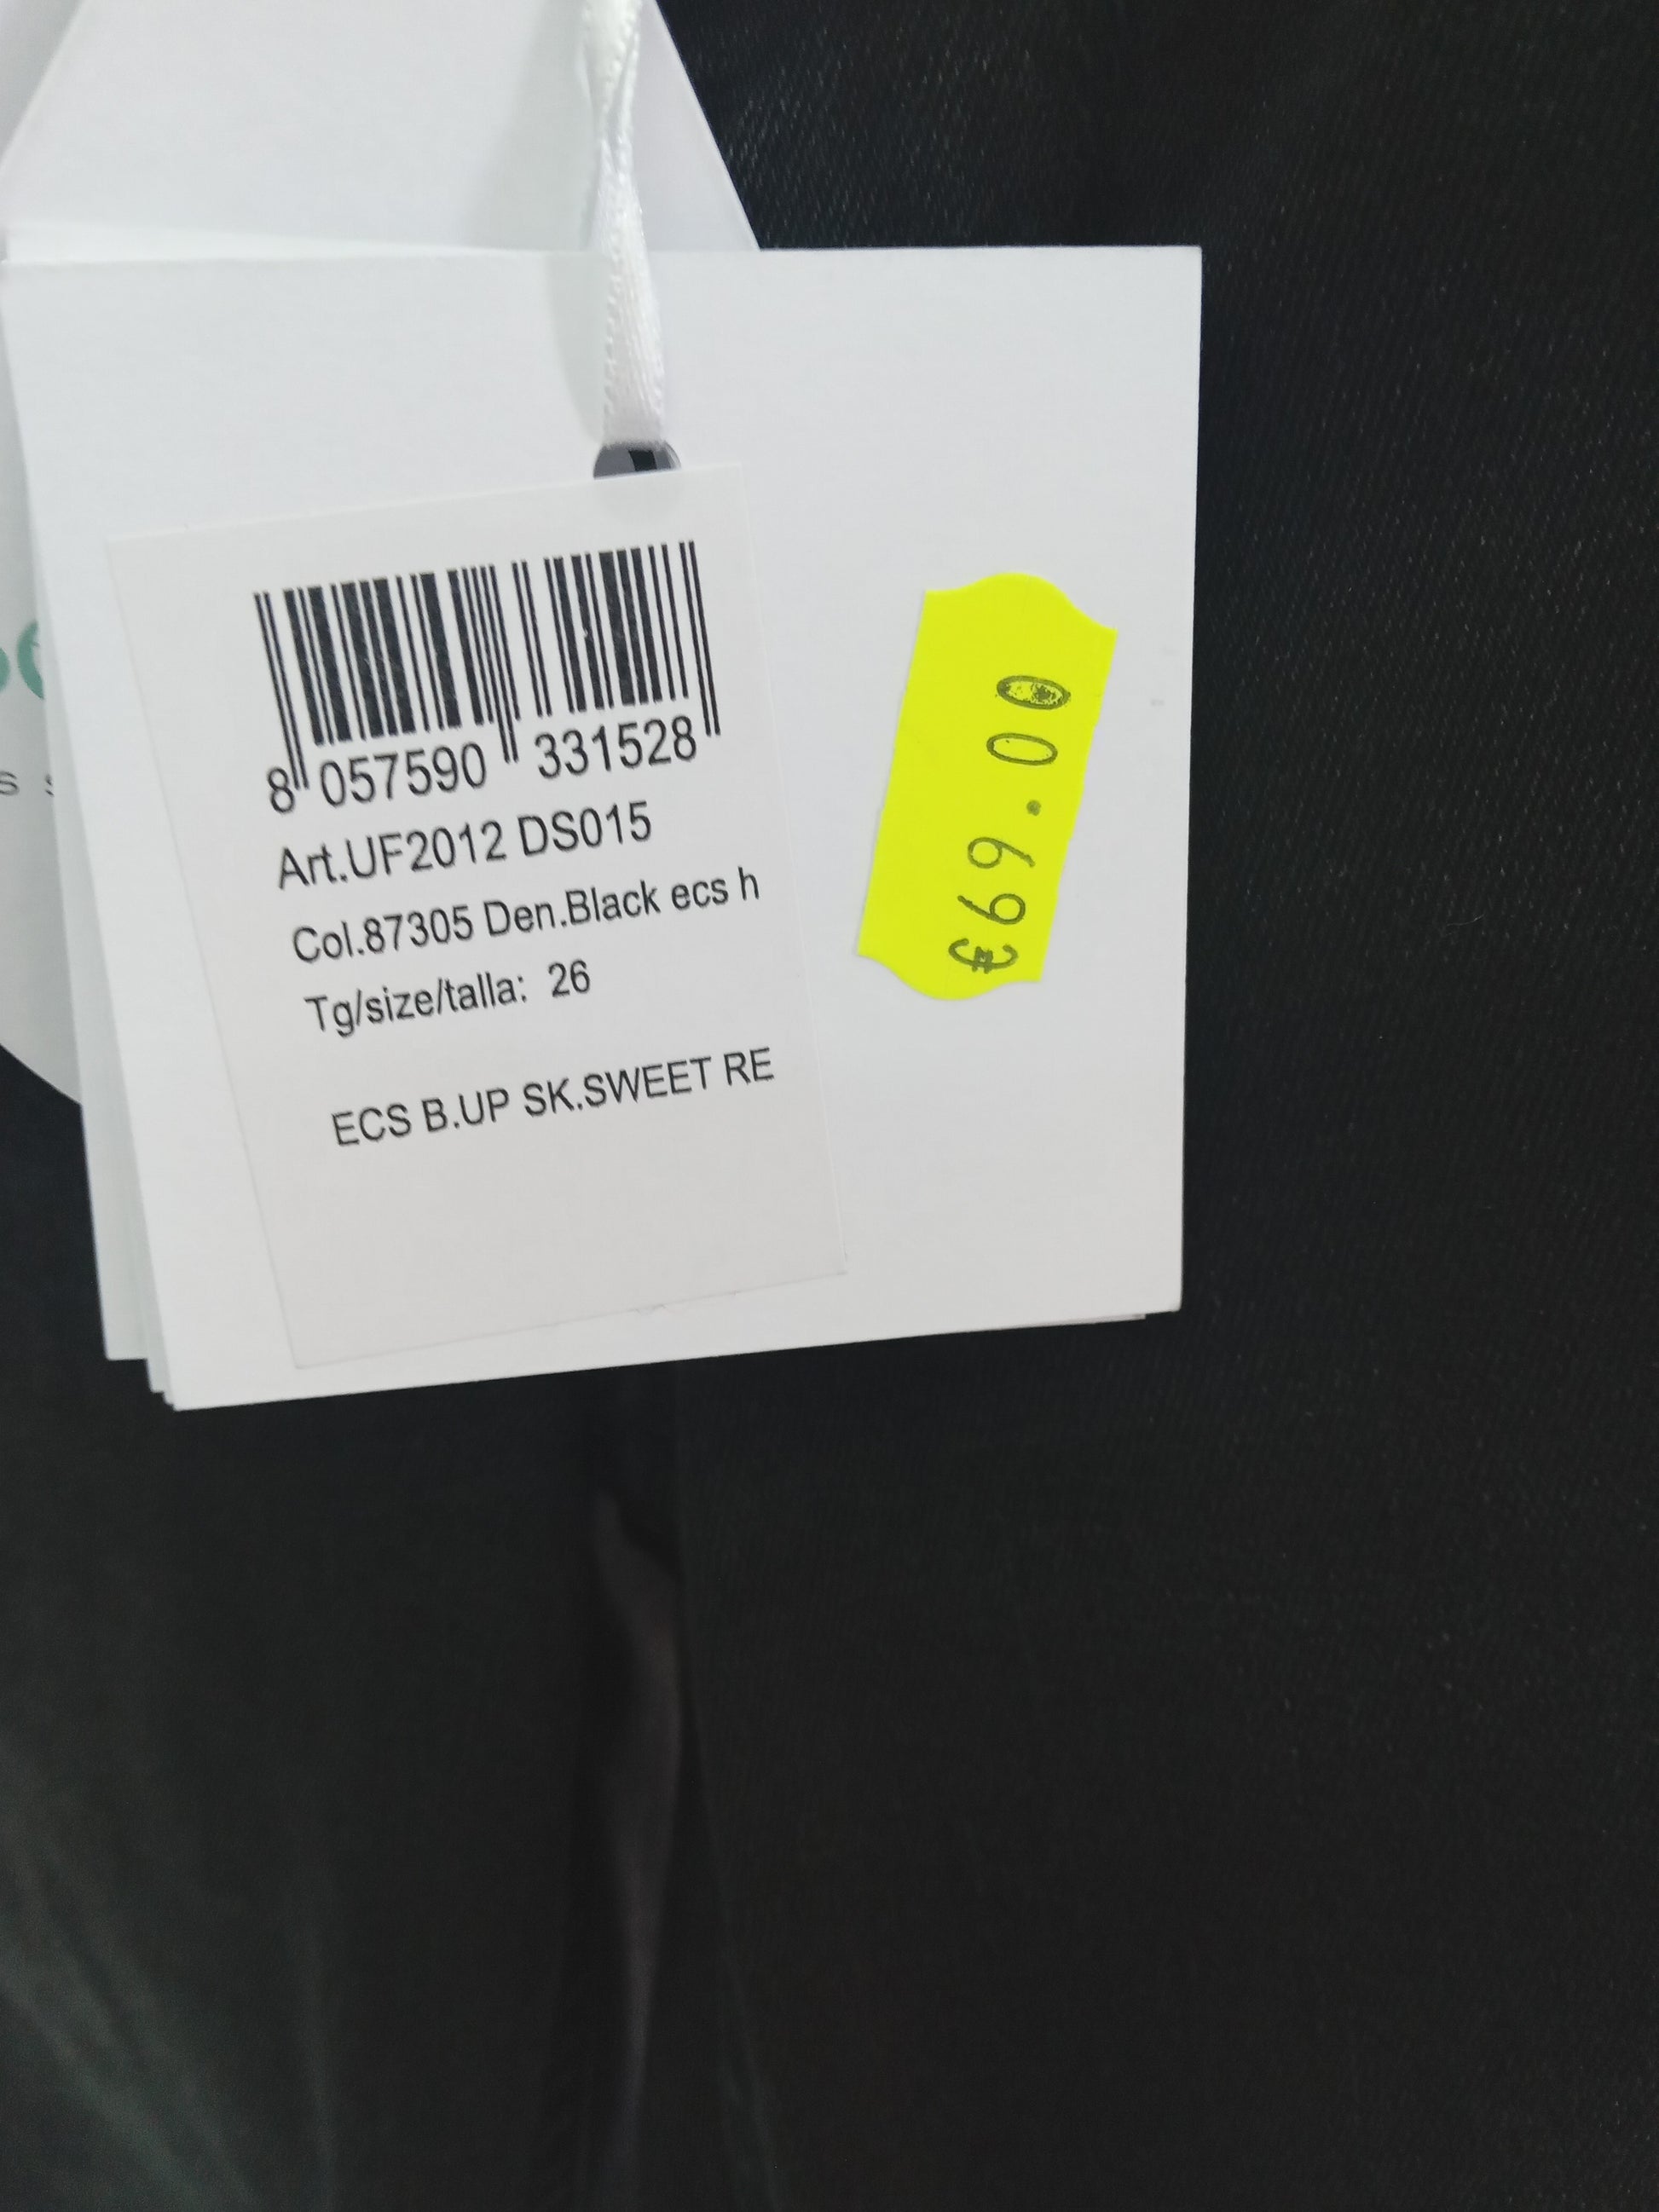 8 057590 331528
Art.UF2012 DS015
Col.87305 Den.Black ecs h
Tg/size/talla: 26
ECS B.UP SK.SWEET RE
€69.00